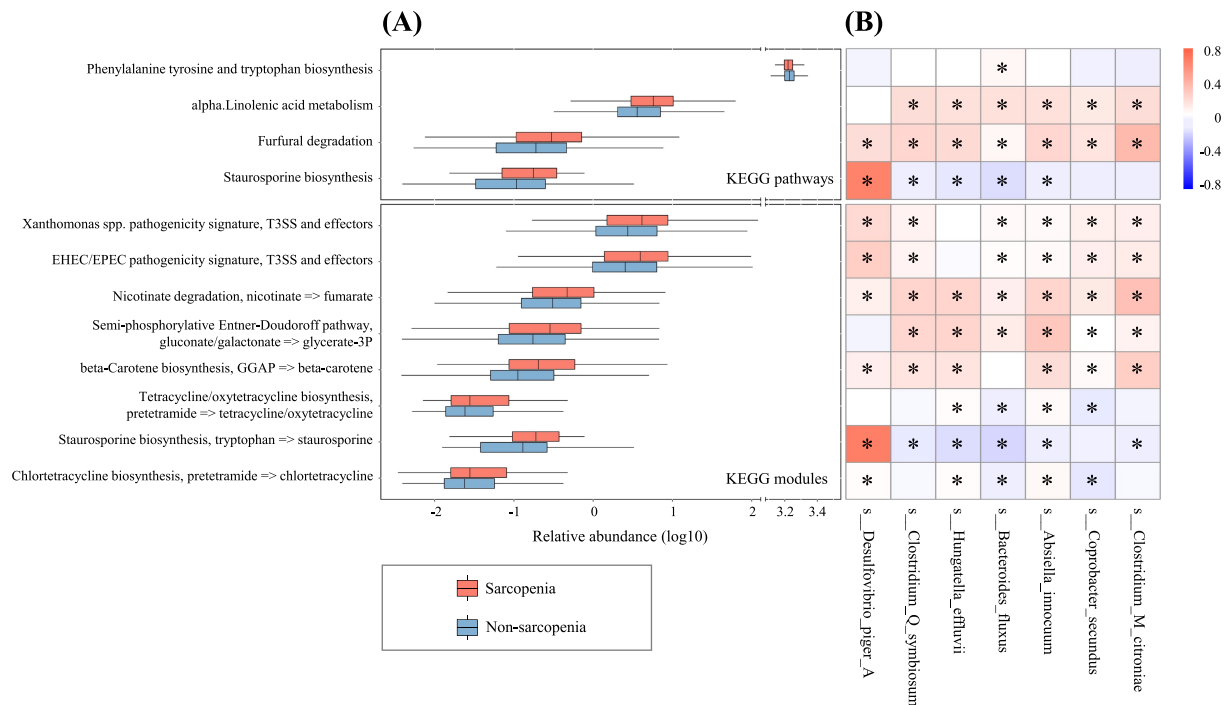 (A)
(B)
Phenylalanine tyrosine and tryptophan biosynthesis
alpha.Linolenic acid metabolism
Furfural degradation
Staurosporine biosynthesis
KEGG pathways
Xanthomonas spp. pathogenicity signature, T3SS and effectors
EHEC/EPEC pathogenicity signature, T3SS and effectors
Nicotinate degradation, nicotinate => fumarate
Semi-phosphorylative Entner-Doudoroff pathway,
gluconate/galactonate => glycerate-3P
beta-Carotene biosynthesis, GGAP => beta-carotene
Tetracycline/oxytetracycline biosynthesis,
pretetramide => tetracycline/oxytetracycline
Staurosporine biosynthesis, tryptophan => staurosporine
Chlortetracycline biosynthesis, pretetramide => chlortetracycline
KEGG modules
-2 -1 0 1 2 3.2 3.4
Relative abundance (log10)
Sarcopenia
Non-sarcopenia
*
* * * * * *
* * * * * * *
* * * * *
* * * * * *
* * * * *
* * * * * * *
* * * * * *
* * * * * *
* * * *
* * * * * *
* * * * *
s__Desulfovibrio_piger_A
s__Clostridium_Q_symbiosum
s__Hungatella_effluvii
s__Bacteroides_fluxus
s__Absiella_innocuum
s__Coprobacter_secundus
s__Clostridium_M_citroniae
0.8
0.4
0
-0.4
-0.8